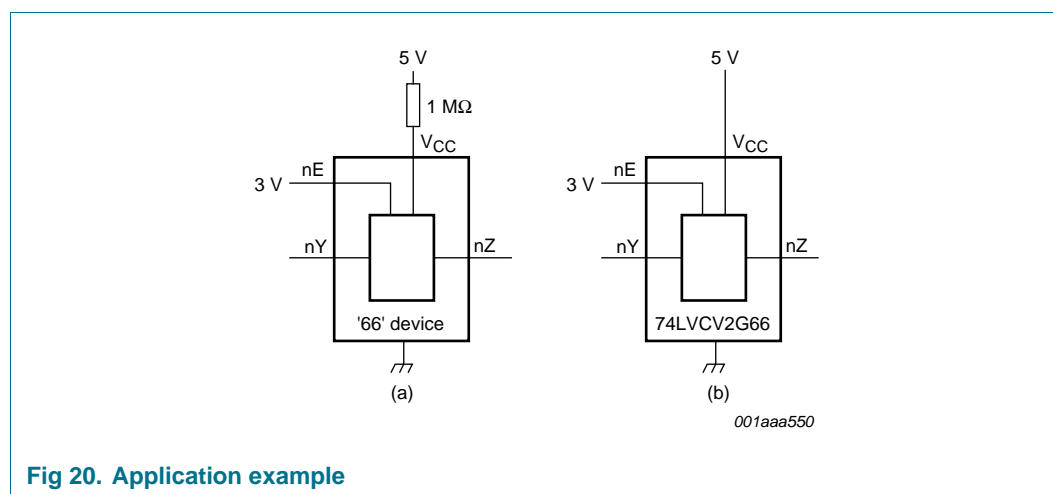 5 V
1 MΩ
VCC
nE
3 V
nY
nZ
'66' device
(a)
5 V
VCC
nE
3 V
nY
nZ
74LVCV2G66
(b)
001aaa550
Fig 20. Application example